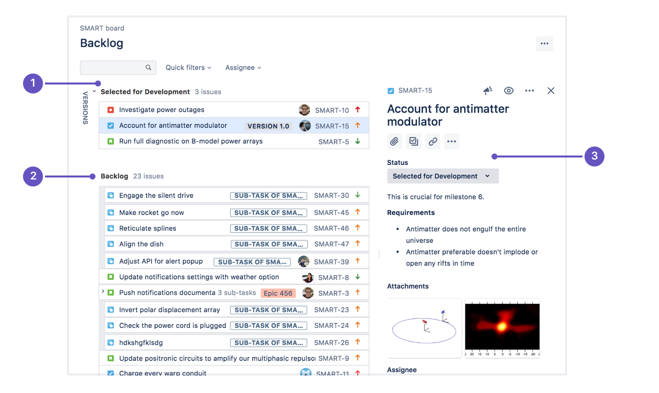 SMART board
Backlog
Quick filters
Assignee
1
VERSIONS
Selected for Development 3 issues
Investigate power outages SMART-10
Account for antimatter modulator VERSION 1.0 SMART-15
Run full diagnostic on B-model power arrays SMART-5
2
Backlog 23 issues
Engage the silent drive SUB-TASK OF SMA... SMART-30
Make rocket go now SUB-TASK OF SMA... SMART-45
Reticulate splines SUB-TASK OF SMA... SMART-46
Align the dish SUB-TASK OF SMA... SMART-47
Adjust API for alert popup SUB-TASK OF SMA... SMART-39
Update notifications settings with weather option SMART-8
Push notifications documenta 3 sub-tasks Epic 456 SMART-3
Invert polar displacement array SUB-TASK OF SMA... SMART-23
Check the power cord is plugged SUB-TASK OF SMA... SMART-24
hdkshgfklsdg SUB-TASK OF SMA... SMART-26
Update positronic circuits to amplify our multiphasic repulso SMART-9
Charge every warp conduit SMART-11
SMART-15
Account for antimatter
modulator
3
Status
Selected for Development
This is crucial for milestone 6.
Requirements
• Antimatter does not engulf the entire
universe
• Antimatter preferable doesn't implode or
open any rifts in time
Attachments
Assignee